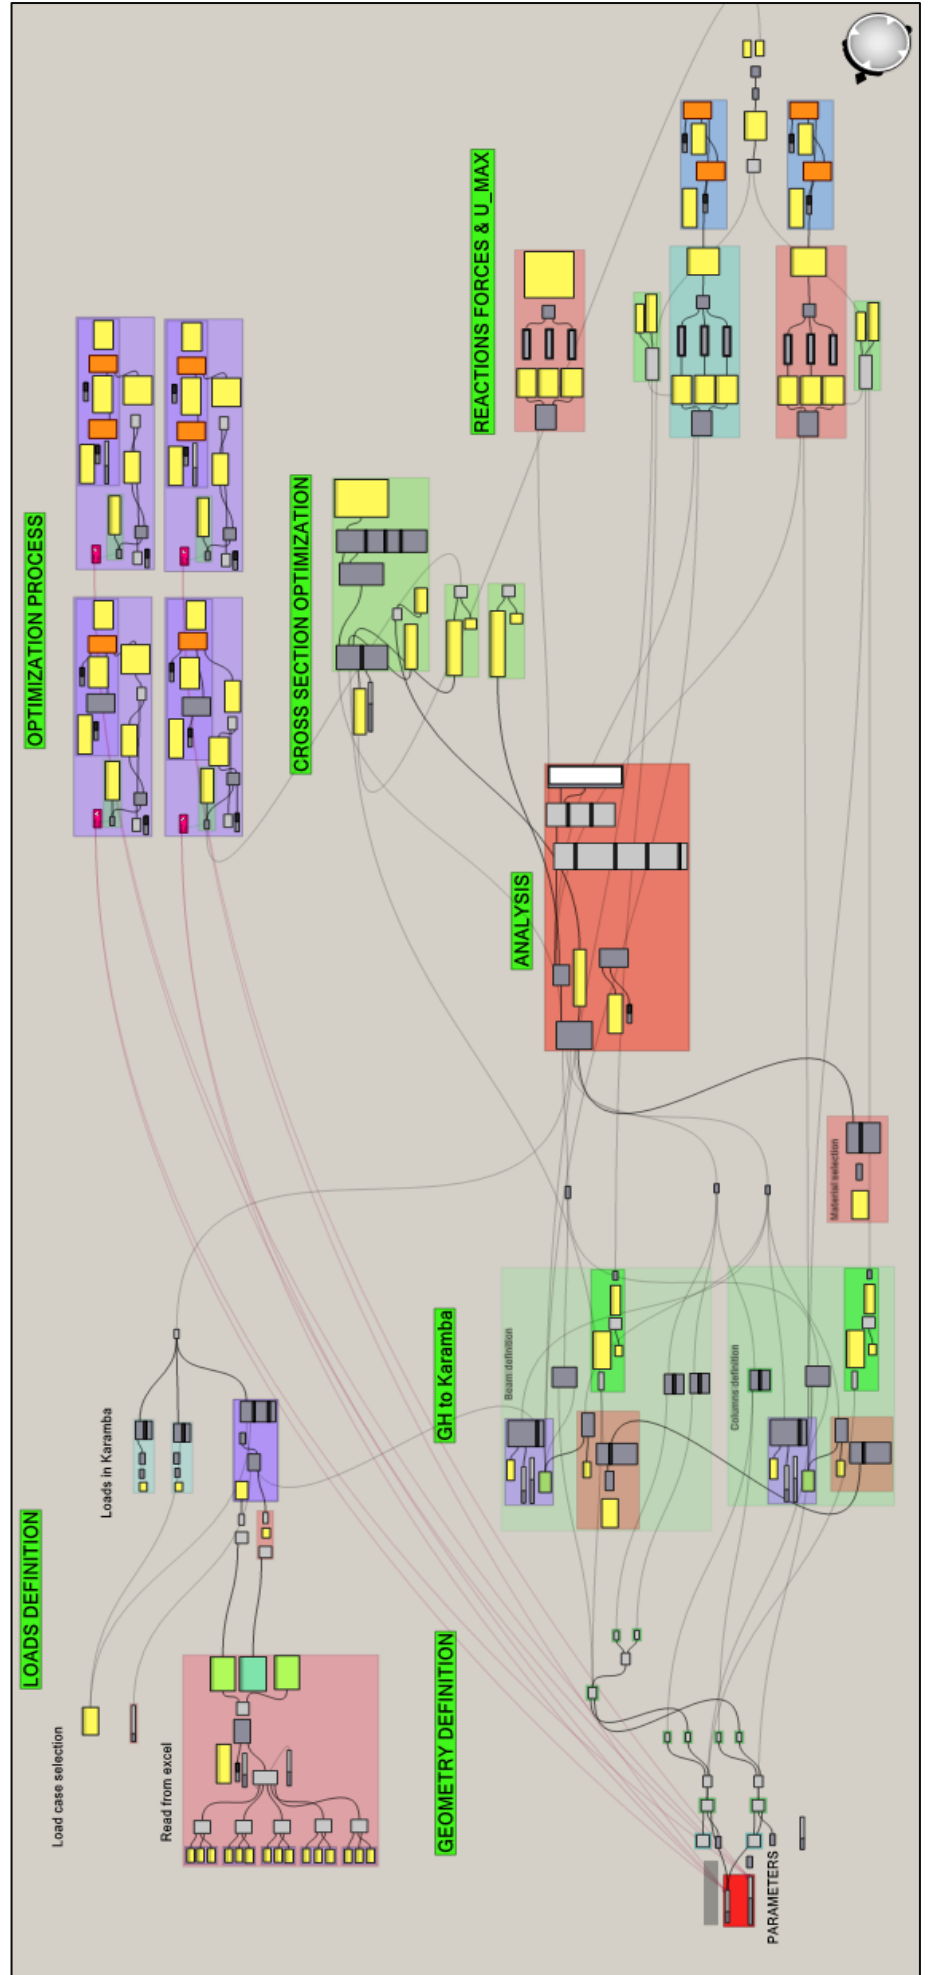 REACTIONS FORCES & U_MAX
OPTIMIZATION PROCESS
CROSS SECTION OPTIMIZATION
ANALYSIS
Material selection
GH to Karamba
Beam definition
Columns definition
Loads in Karamba
LOADS DEFINITION
Load case selection
Read from excel
GEOMETRY DEFINITION
PARAMETERS